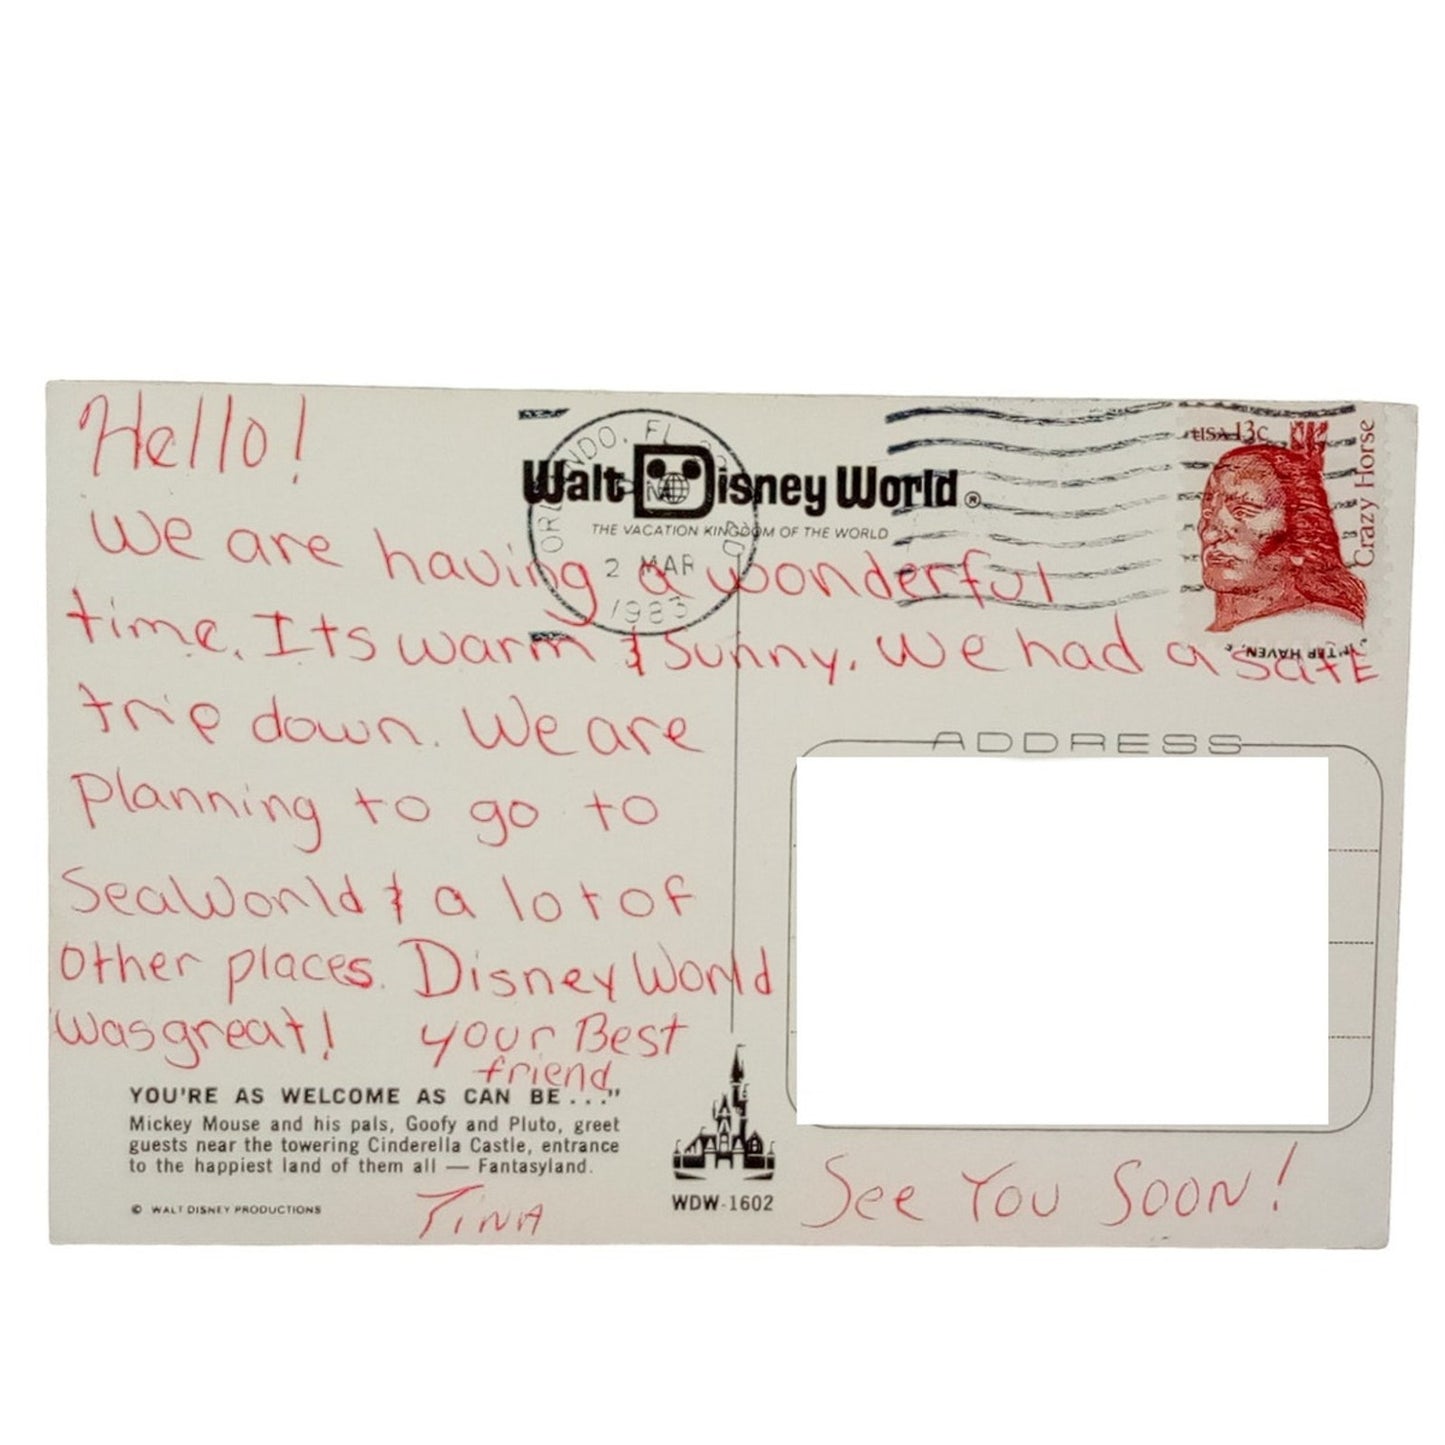 Hello!
ORLANDO, FL
Walt Disney World ®
THE VACATION KINGDOM OF THE WORLD
2 MAR
1983
USA 13c
Crazy Horse
HAVEN,
We are having a wonderful
time. Its warm & Sunny. We had a safe
trip down. We are
planning to go to
SeaWorld & a lot of
other places. Disney World
was great! your Best
friend
Tina
YOU'RE AS WELCOME AS CAN BE . . ."
Mickey Mouse and his pals, Goofy and Pluto, greet
guests near the towering Cinderella Castle, entrance
to the happiest land of them all — Fantasyland.
© WALT DISNEY PRODUCTIONS
WDW-1602
ADDRESS
See You Soon!